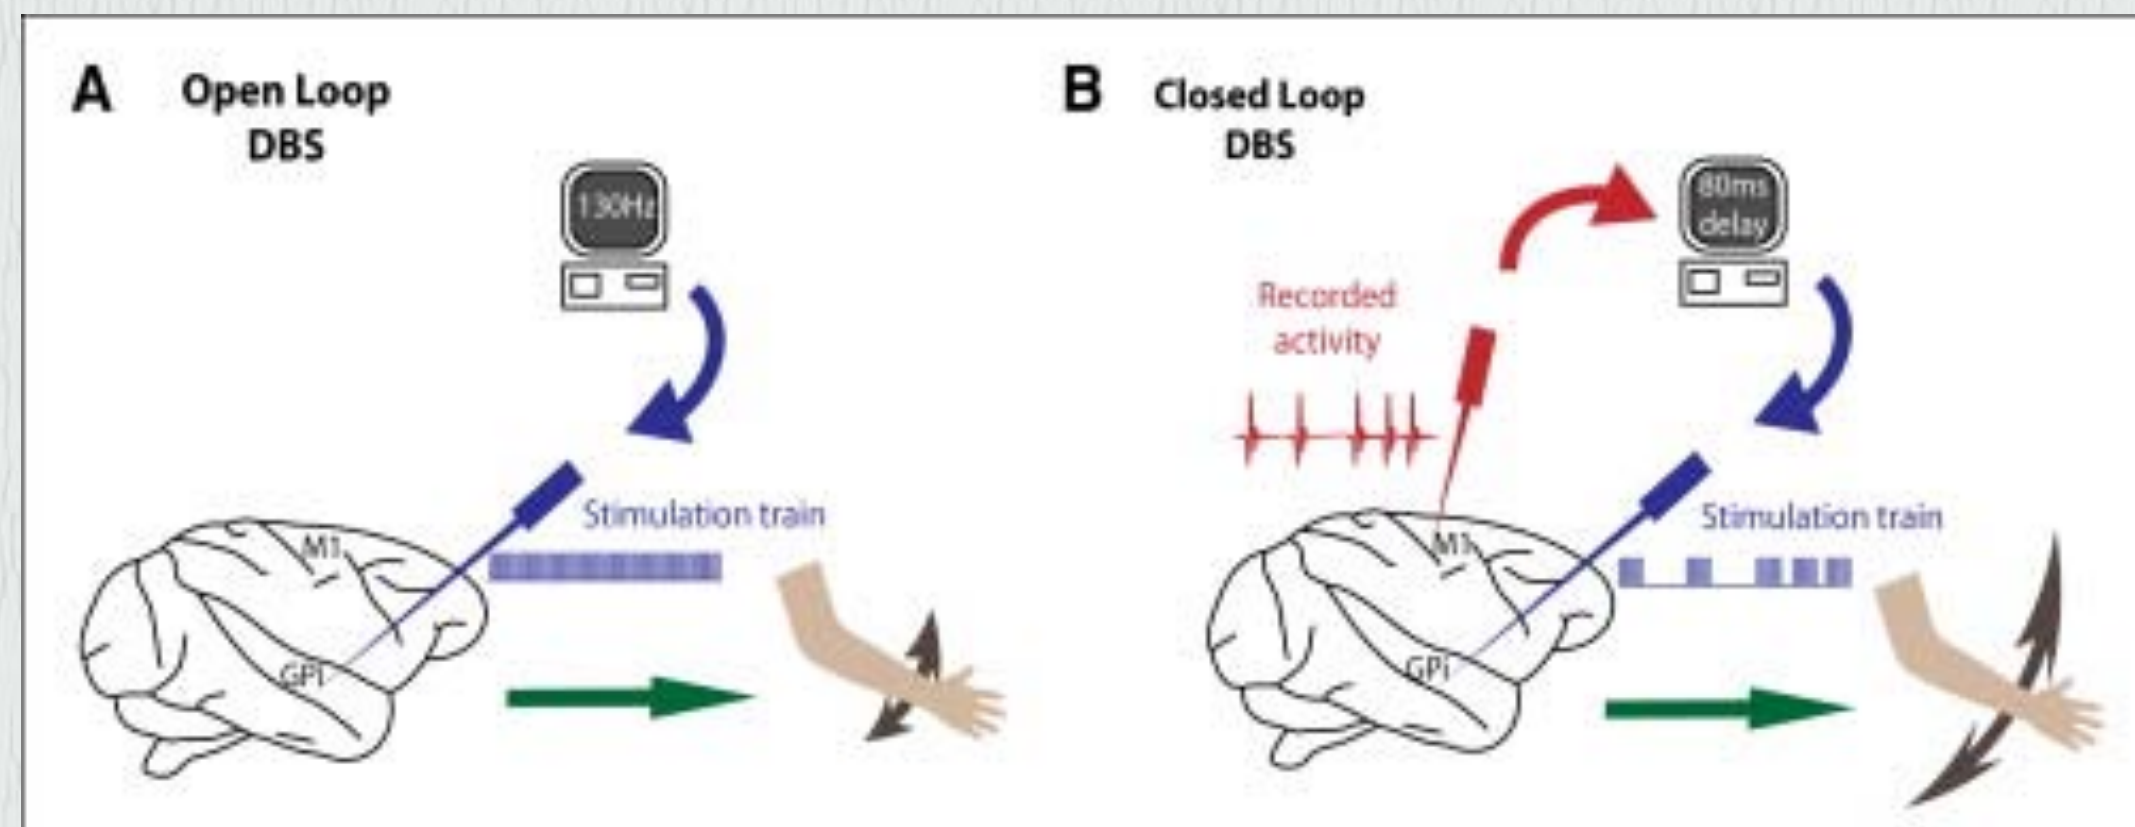 A
Open Loop
DBS
130Hz
Stimulation train
M1
GPi
B
Closed Loop
DBS
80ms
delay
Recorded
activity
Stimulation train
M1
GPi